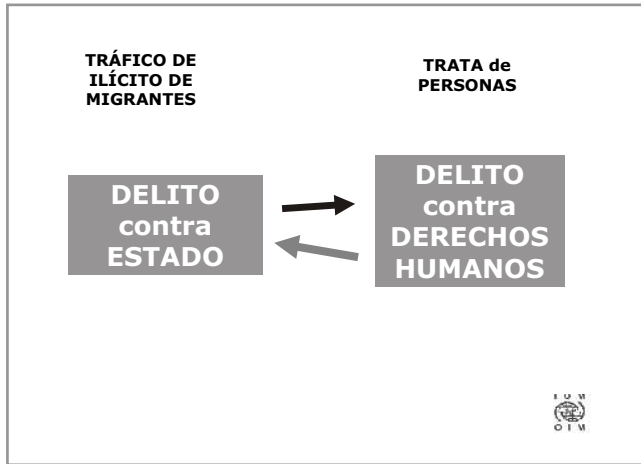 TRÁFICO DE
ILÍCITO DE
MIGRANTES
TRATA de
PERSONAS
DELITO
contra
ESTADO
DELITO
contra
DERECHOS
HUMANOS
I O M
O I M